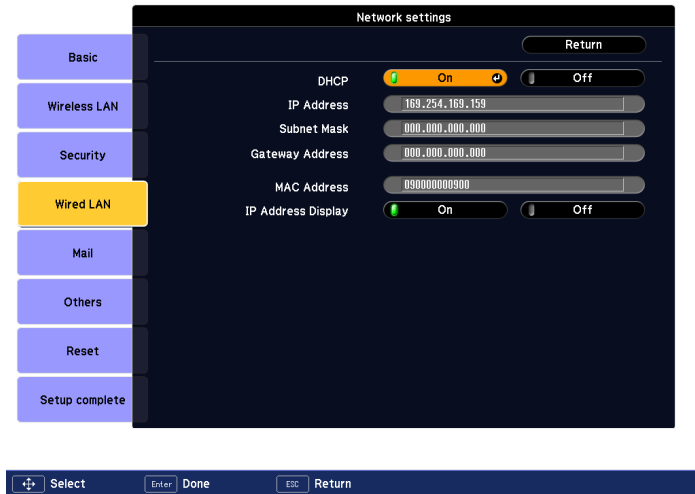 Network settings
Return
Basic
Wireless LAN
Security
Wired LAN
Mail
Others
Reset
Setup complete
DHCP On Off
IP Address 169.254.169.159
Subnet Mask 000.000.000.000
Gateway Address 000.000.000.000
MAC Address 090000000900
IP Address Display On Off
Select Enter Done ESC Return